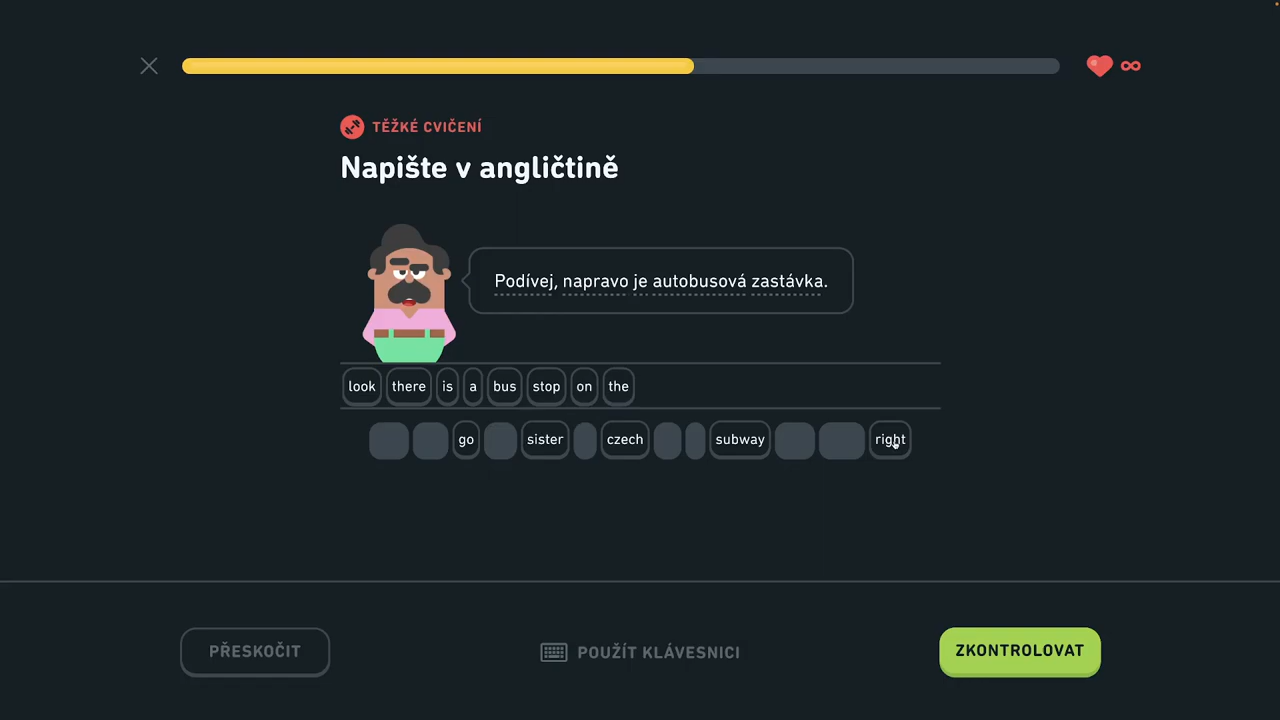 TĚŽKÉ CVIČENÍ
Napište v angličtině
Podívej, napravo je autobusová zastávka.
look there is a bus stop on the
go sister czech subway right
PŘESKOČIT POUŽÍT KLÁVESNICI ZKONTROLOVAT